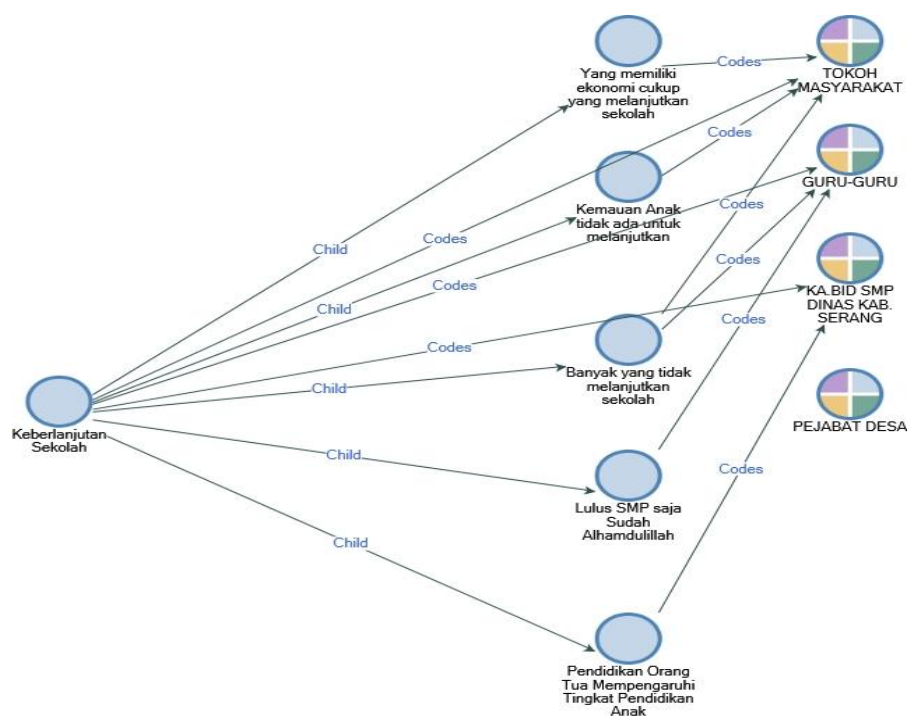 Yang memiliki
ekonomi cukup
yang melanjutkan
sekolah
Codes
TOKOH
MASYARAKAT
Codes
Kemauan Anak
tidak ada untuk
melanjutkan
GURU-GURU
Codes
Child
Codes
Child
Codes
Codes
KA.BID SMP
DINAS KAB.
SERANG
Codes
Codes
Child
Banyak yang tidak
melanjutkan
sekolah
Keberlanjutan
Sekolah
PEJABAT DESA
Child
Lulus SMP saja
Sudah
Alhamdulillah
Codes
Child
Pendidikan Orang
Tua Mempengaruhi
Tingkat Pendidikan
Anak